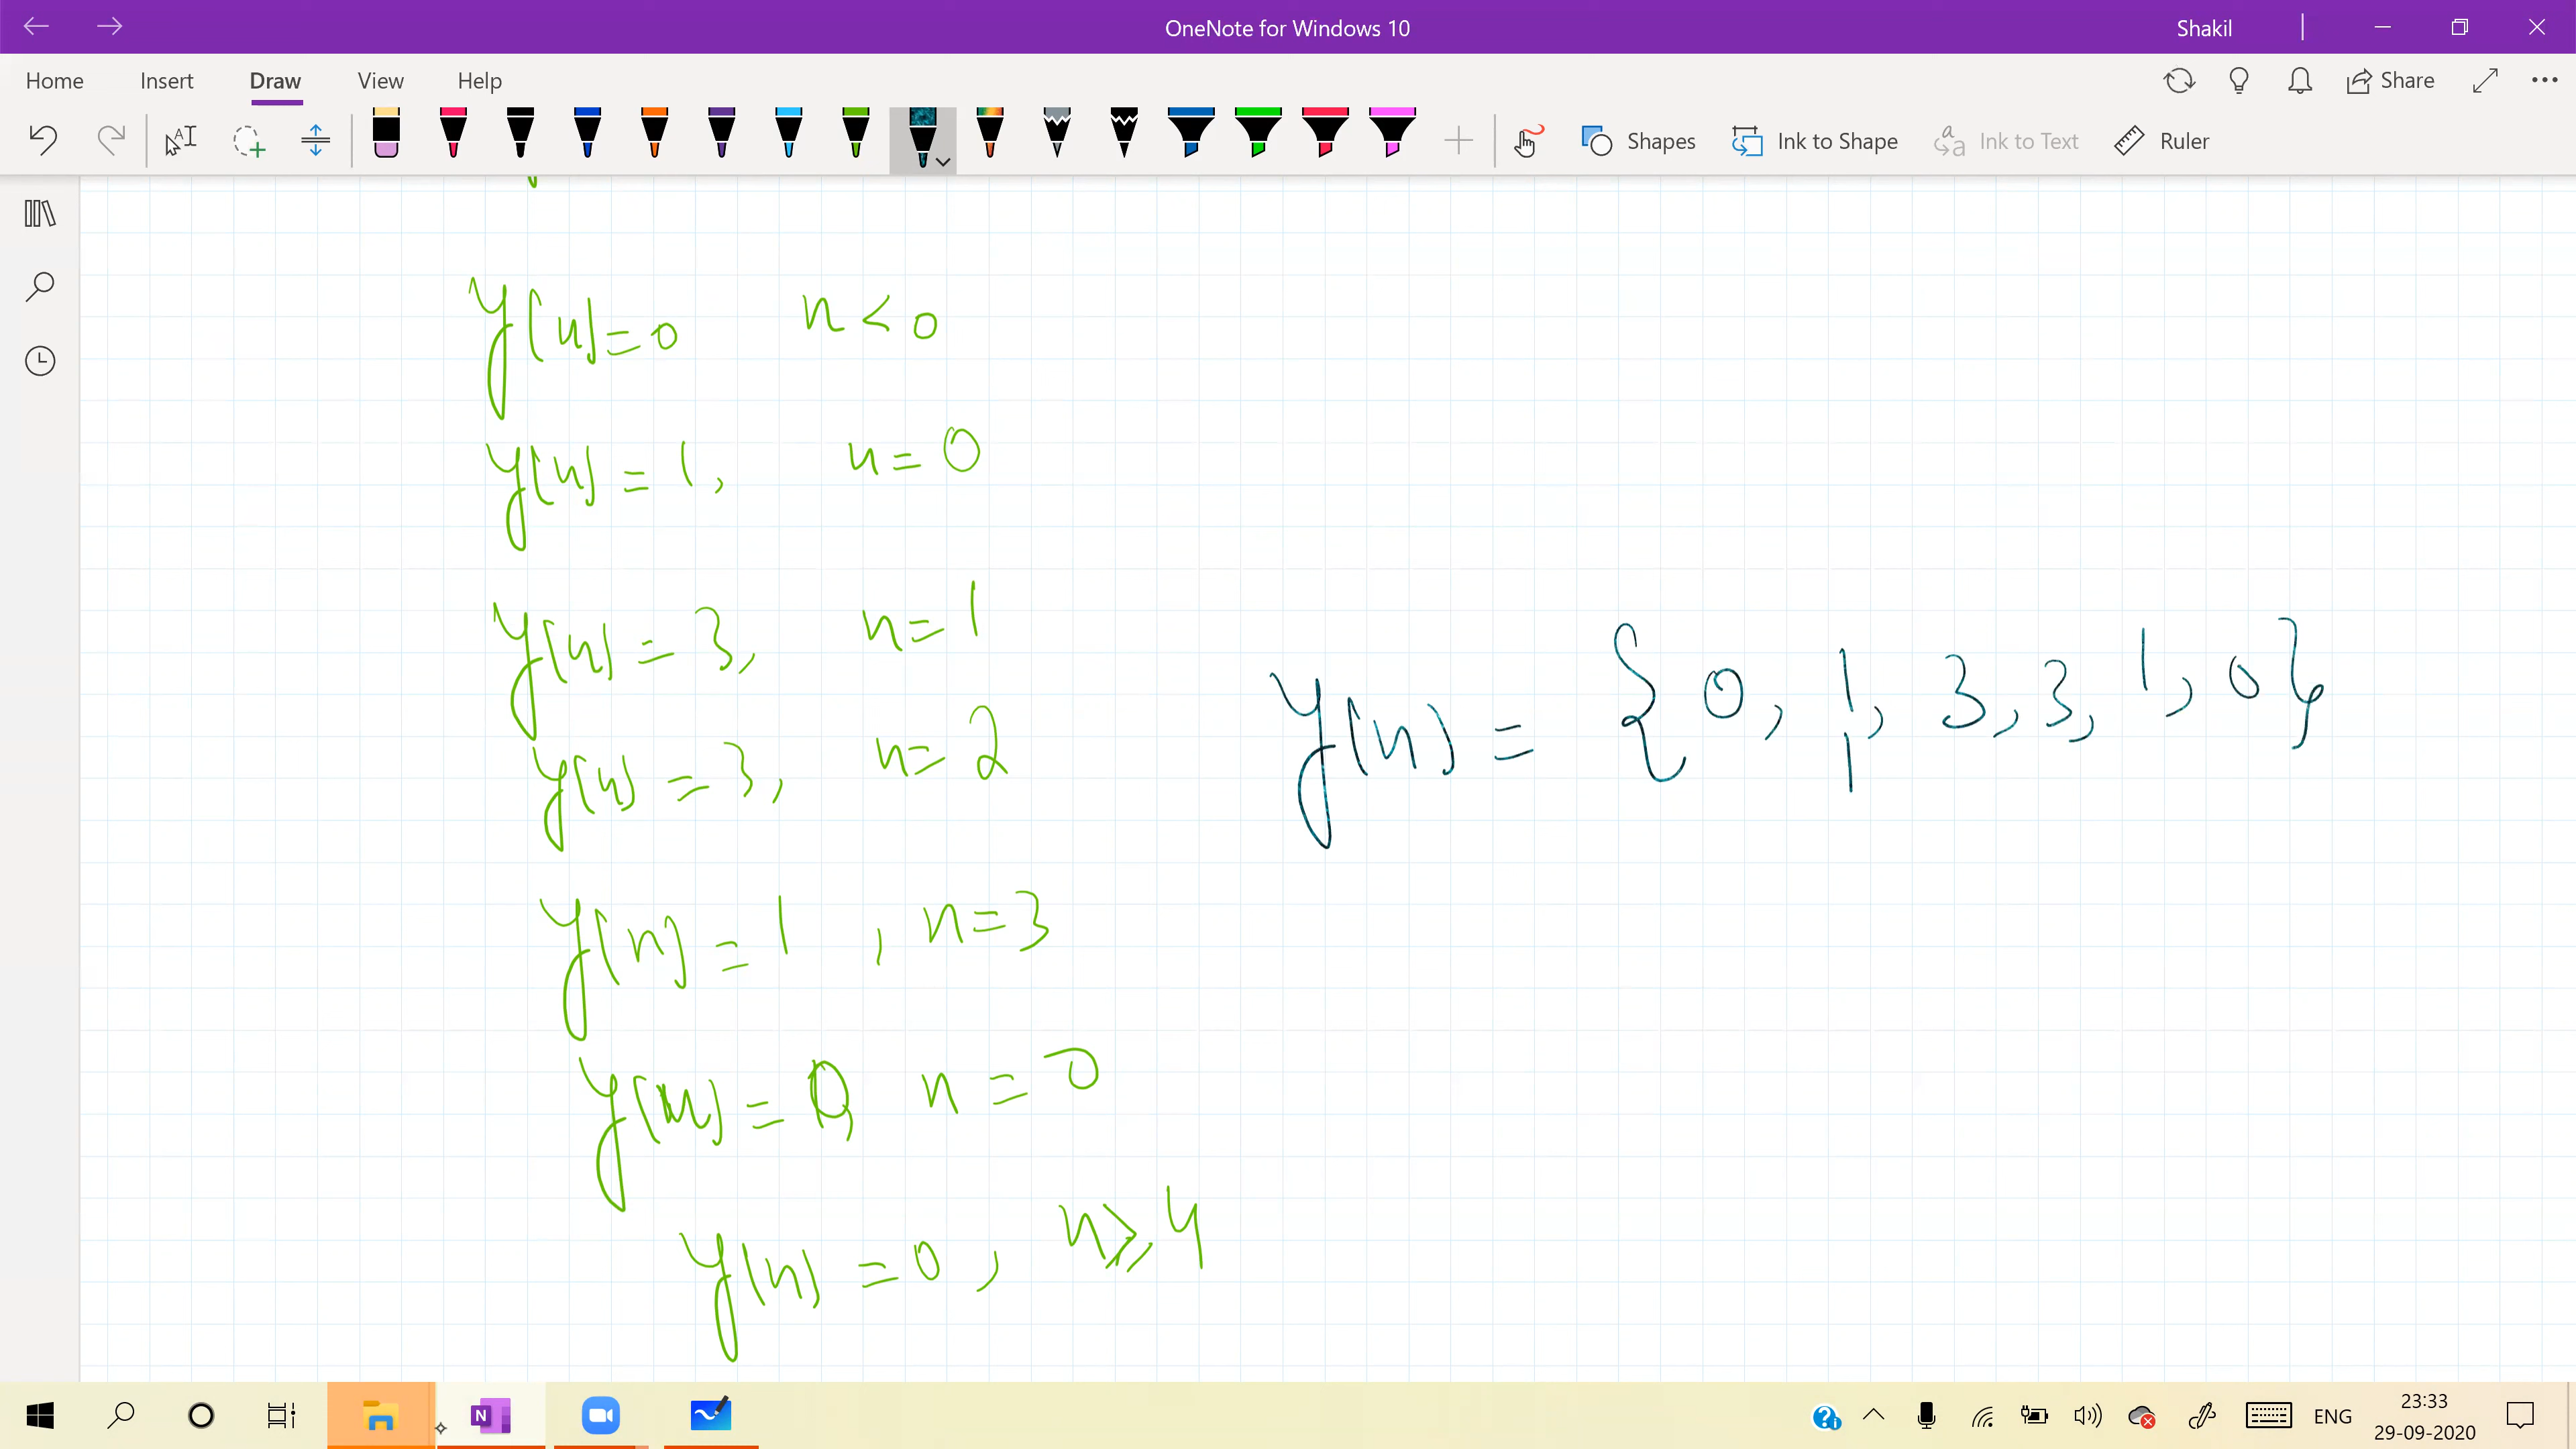 OneNote for Windows 10
Shakil
Home Insert Draw View Help
Share
Shapes Ink to Shape Ink to Text Ruler
y[n]=0 n<0
y[n]=1, n=0
y[n]=3, n=1
y[n]=3, n=2
y[n]=1, n=3
y[n]=0, n=0
y[n]=0, n≥4
y[n]={0, 1, 3, 3, 1, 0}
ENG
23:33
29-09-2020